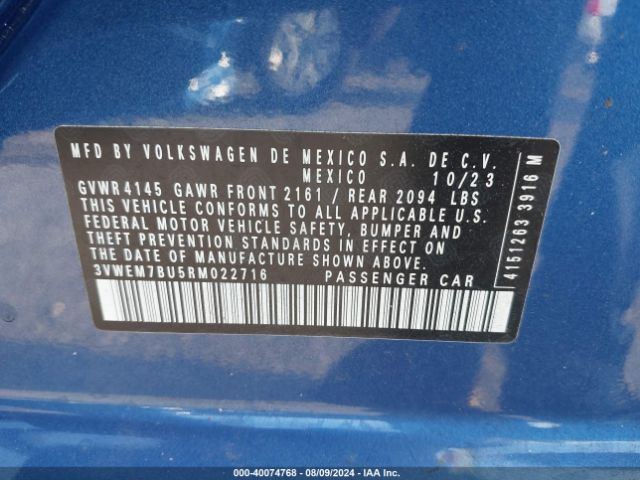 MFD BY VOLKSWAGEN DE MEXICO S.A. DE C.V.
MEXICO 10/23
GVWR 4145 GAWR FRONT 2161 / REAR 2094 LBS
THIS VEHICLE CONFORMS TO ALL APPLICABLE U.S.
FEDERAL MOTOR VEHICLE SAFETY, BUMPER AND
THEFT PREVENTION STANDARDS IN EFFECT ON THE
DATE OF MANUFACTURE SHOWN ABOVE.
3VWEM7BU5RM022716 PASSENGER CAR
4151263 3916 M
000-40074768 - 08/09/2024 - IAA Inc.